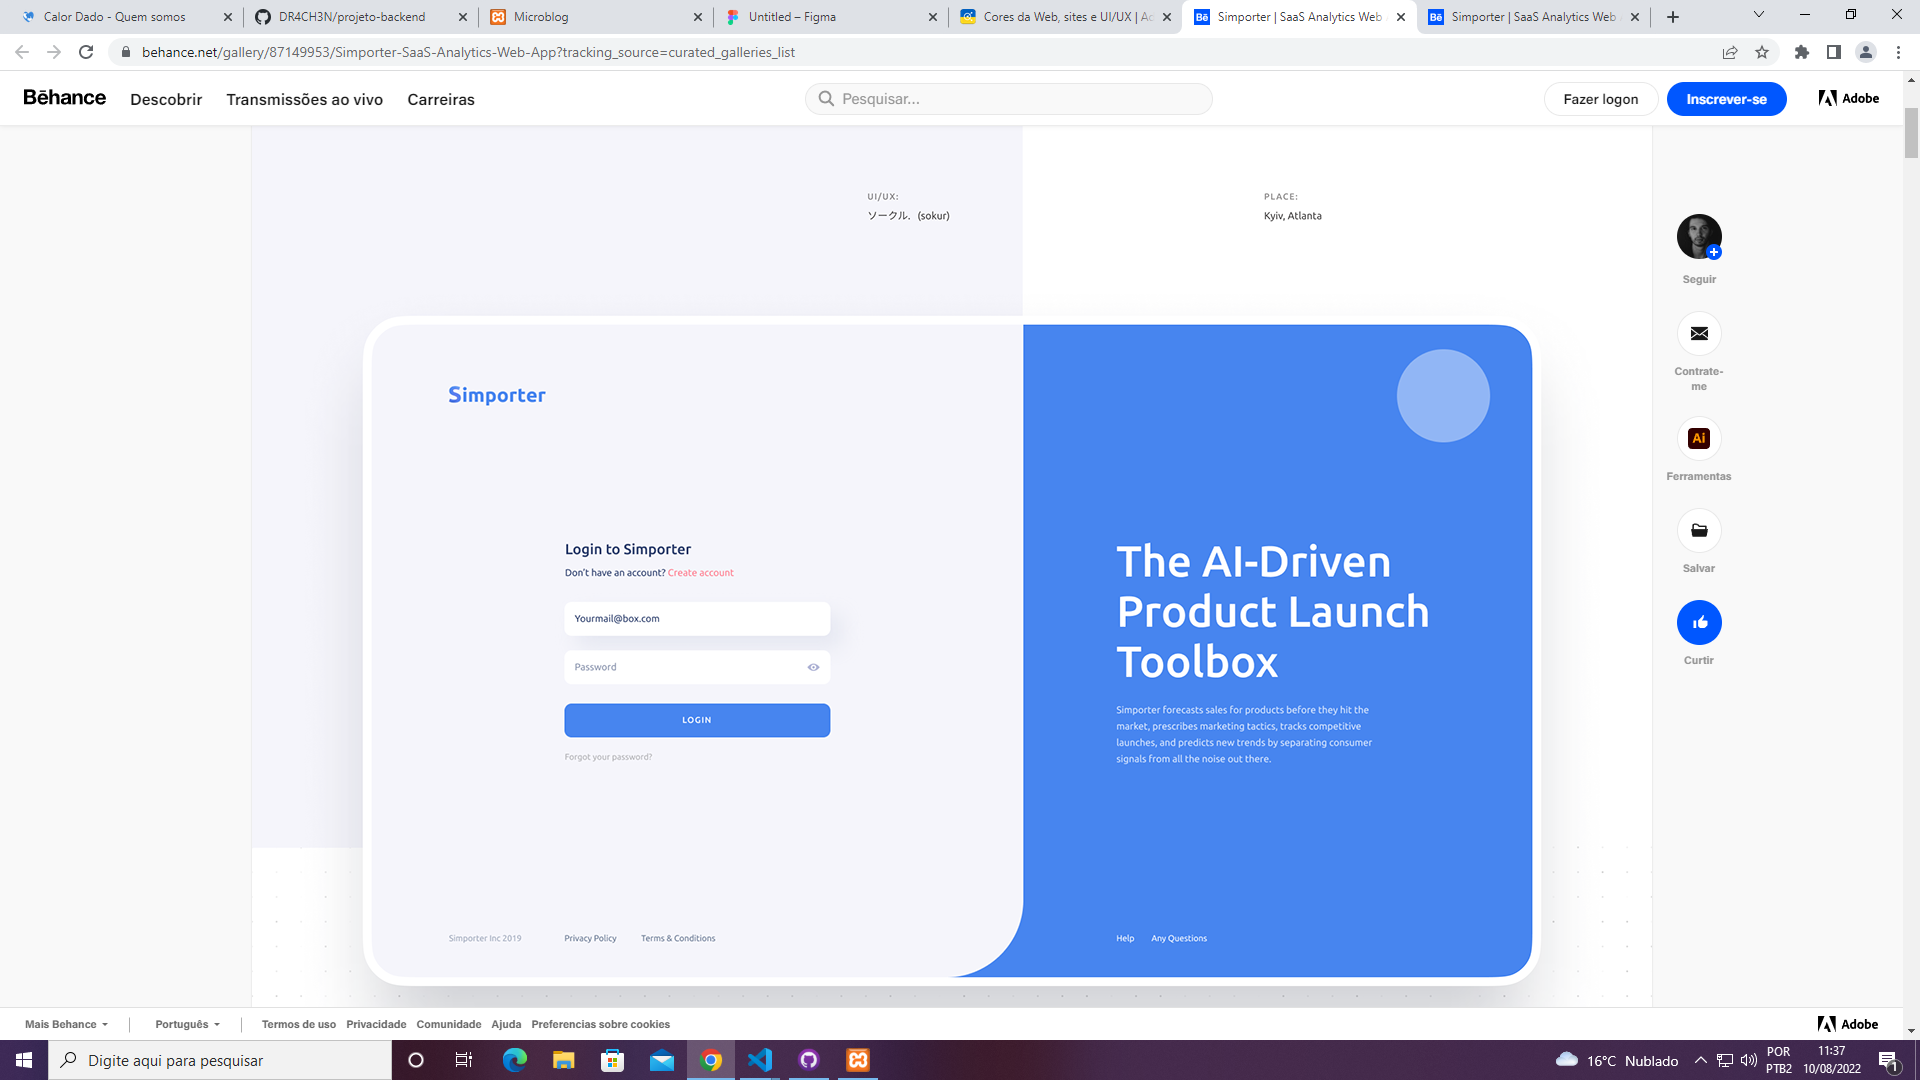 Calor Dado - Quem somos
DR4CH3N/projeto-backend
Microblog
Untitled – Figma
Cores da Web, sites e UI/UX | Ad
Simporter | SaaS Analytics Web
Simporter | SaaS Analytics Web
behance.net/gallery/87149953/Simporter-SaaS-Analytics-Web-App?tracking_source=curated_galleries_list
Bēhance
Descobrir
Transmissões ao vivo
Carreiras
Pesquisar...
Fazer logon
Inscrever-se
Adobe
UI/UX:
ソークル. (sokur)
PLACE:
Kyiv, Atlanta
Seguir
Contrate-
me
Ai
Ferramentas
Salvar
Curtir
Simporter
Login to Simporter
Don't have an account? Create account
Yourmail@box.com
Password
LOGIN
Forgot your password?
Simporter Inc 2019
Privacy Policy
Terms & Conditions
The AI-Driven
Product Launch
Toolbox
Simporter forecasts sales for products before they hit the
market, prescribes marketing tactics, tracks competitive
launches, and predicts new trends by separating consumer
signals from all the noise out there.
Help
Any Questions
Mais Behance
Português
Termos de uso
Privacidade
Comunidade
Ajuda
Preferencias sobre cookies
Adobe
Digite aqui para pesquisar
16°C Nublado
POR
PTB2
11:37
10/08/2022
1